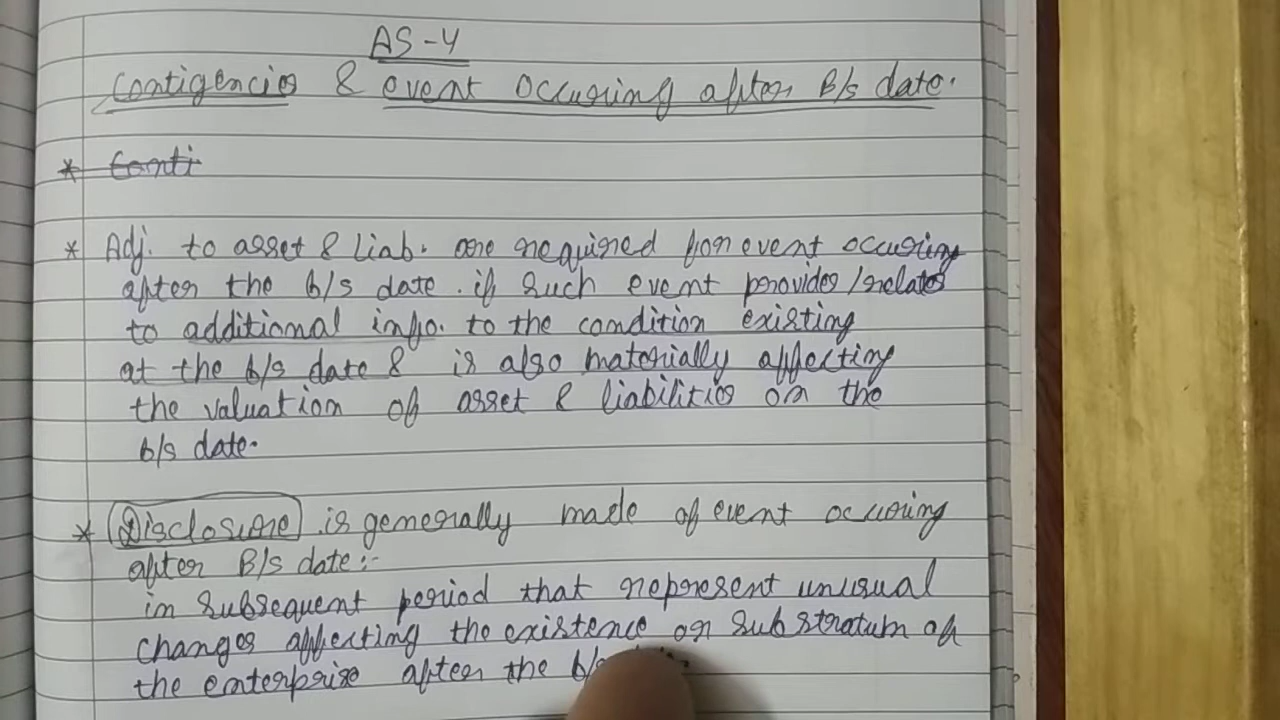 AS-4
Contigencies & event occuring after B/s date.
* Conti
* Adj. to asset & Liab. are required for event occuring
after the b/s date. if such event provides/relates
to additional info. to the condition existing
at the b/s date & is also materially affecting
the valuation of asset & liabilities on the
b/s date.
* Disclosure is generally made of event occuring
after B/s date:-
in subsequent period that represent unusual
changes affecting the existence or substratum of
the enterprise after the b/s